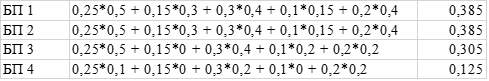 БП 1 0,25*0,5 + 0,15*0,3 + 0,3*0,4 + 0,1*0,15 + 0,2*0,4 0,385
БП 2 0,25*0,5 + 0,15*0,3 + 0,3*0,4 + 0,1*0,15 + 0,2*0,4 0,385
БП 3 0,25*0,5 + 0,15*0 + 0,3*0,4 + 0,1*0,2 + 0,2*0,2 0,305
БП 4 0,25*0,1 + 0,15*0 + 0,3*0,2 + 0,1*0 + 0,2*0,2 0,125